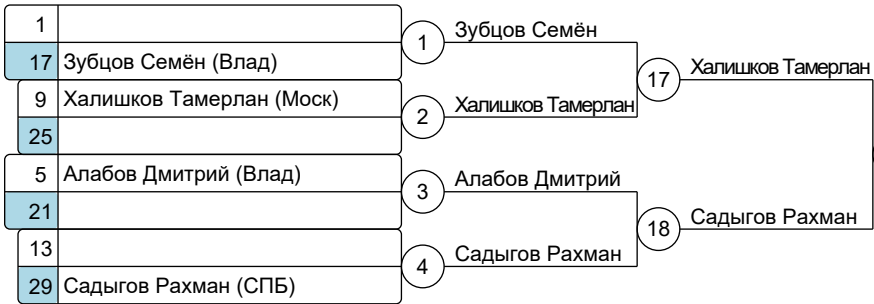 1
17 Зубцов Семён (Влад)
1 Зубцов Семён
9 Халишков Тамерлан (Моск)
25
2 Халишков Тамерлан
17 Халишков Тамерлан
5 Алабов Дмитрий (Влад)
21
3 Алабов Дмитрий
13
29 Садыгов Рахман (СПБ)
4 Садыгов Рахман
18 Садыгов Рахман